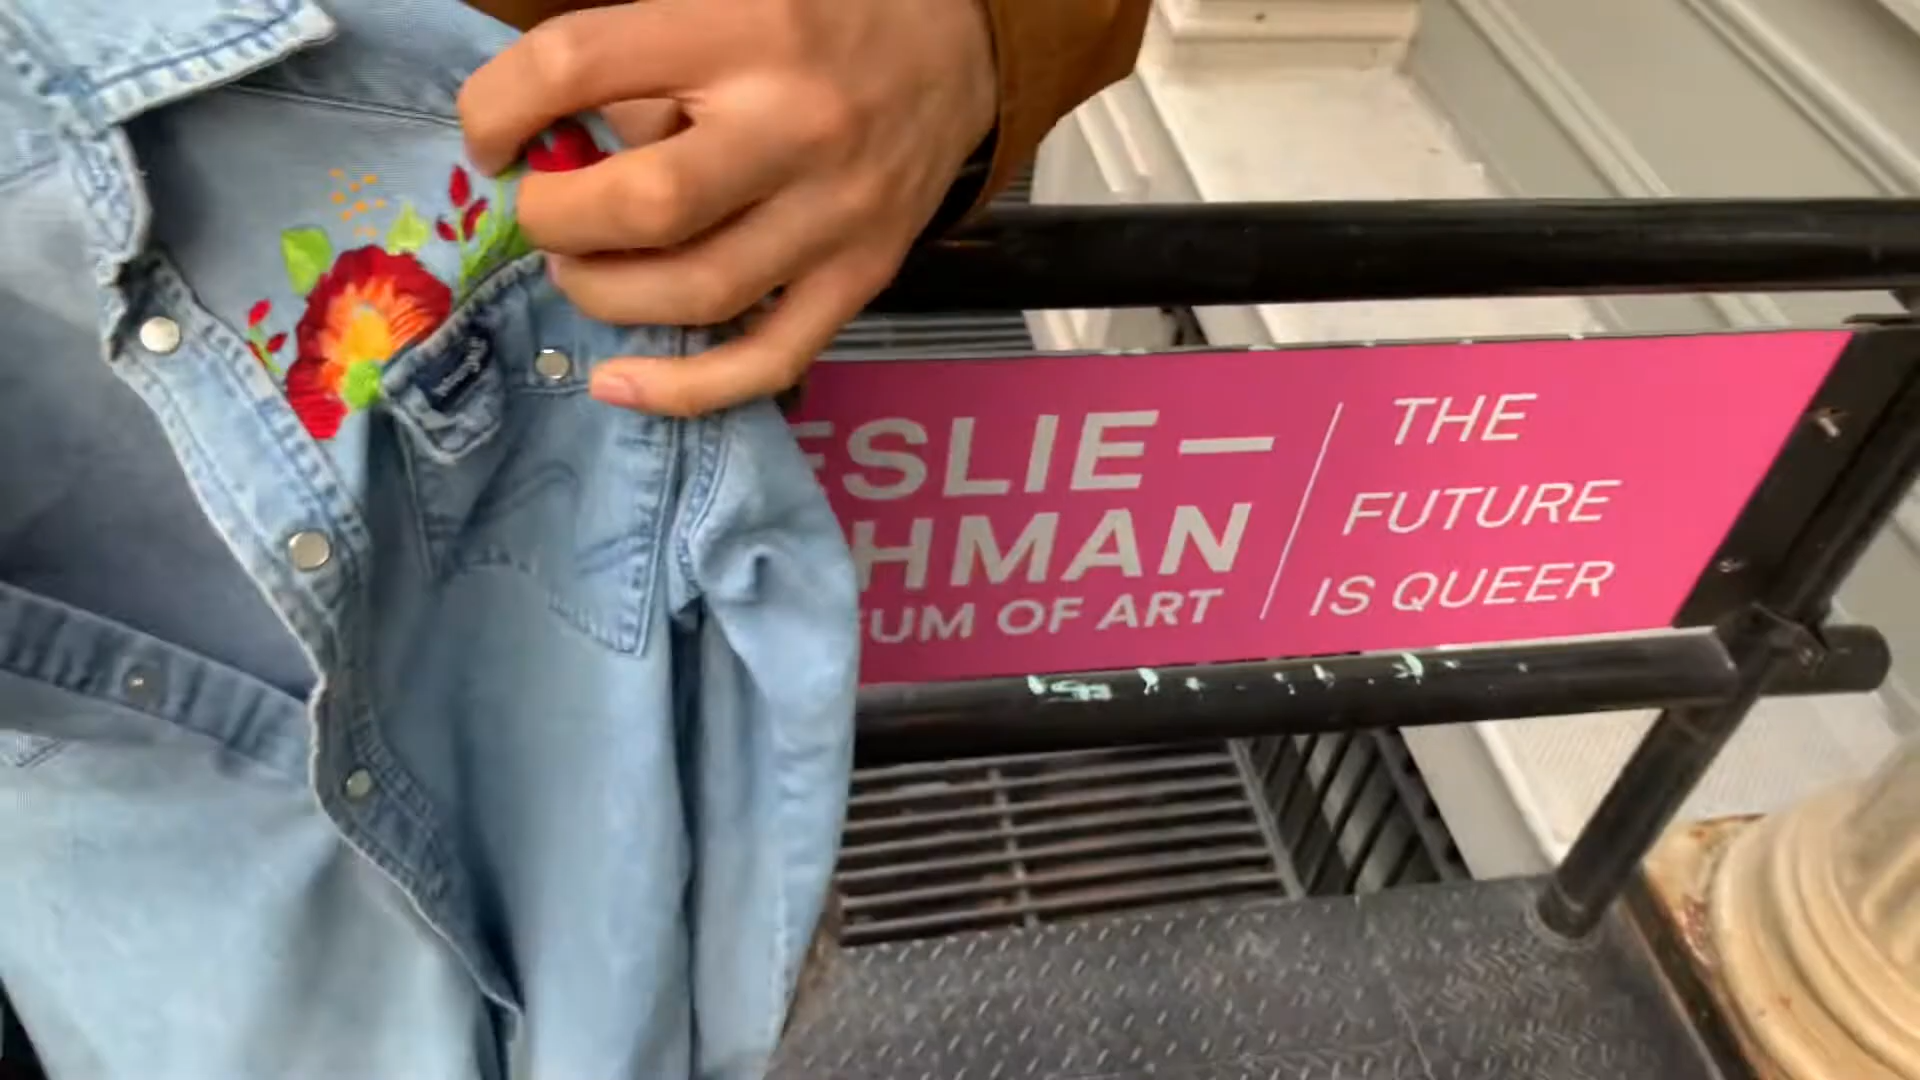 ESLIE—
HMAN
UM OF ART
THE
FUTURE
IS QUEER